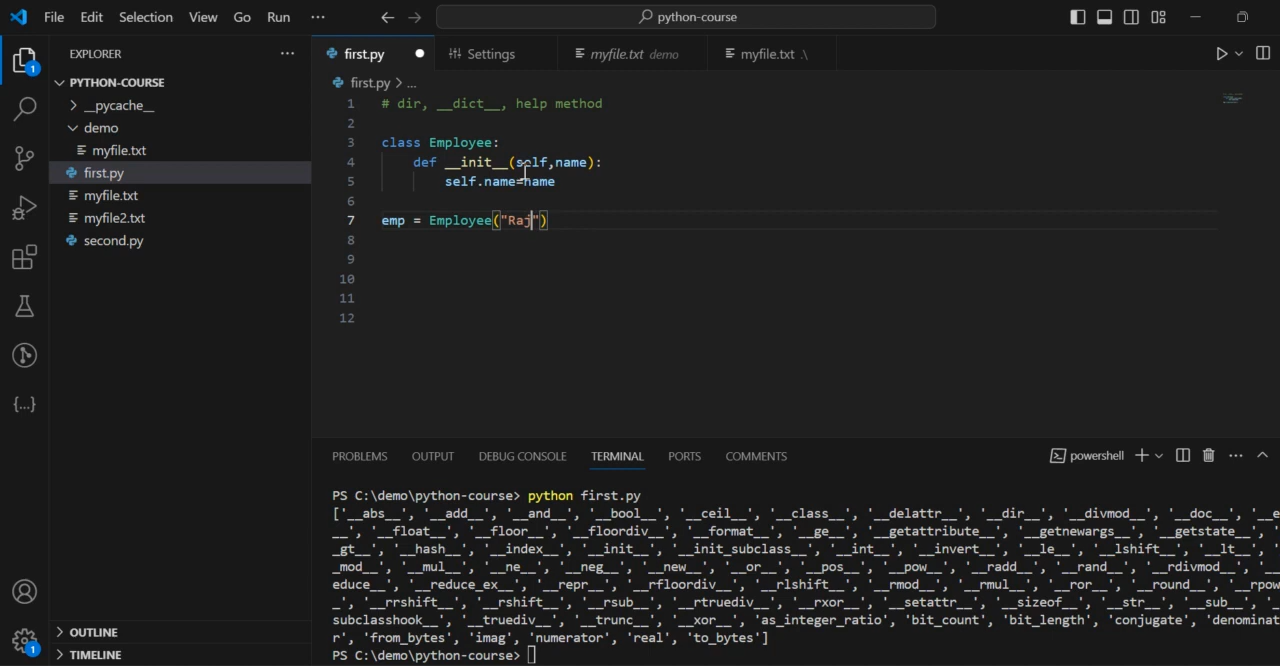 File Edit Selection View Go Run ··· python-course
EXPLORER ···
PYTHON-COURSE
__pycache__
demo
myfile.txt
first.py
myfile.txt
myfile2.txt
second.py
OUTLINE
TIMELINE
1
1
first.py Settings myfile.txt demo myfile.txt .\
first.py > ...
1 # dir, __dict__, help method
2
3 class Employee:
4 def __init__(self,name):
5 self.name=name
6
7 emp = Employee("Raj")
8
9
10
11
12
PROBLEMS OUTPUT DEBUG CONSOLE TERMINAL PORTS COMMENTS powershell ···
PS C:\demo\python-course> python first.py
['__abs__', '__add__', '__and__', '__bool__', '__ceil__', '__class__', '__delattr__', '__dir__', '__divmod__', '__doc__', '__e
__', '__float__', '__floor__', '__floordiv__', '__format__', '__ge__', '__getattribute__', '__getnewargs__', '__getstate__', '_
_gt__', '__hash__', '__index__', '__init__', '__init_subclass__', '__int__', '__invert__', '__le__', '__lshift__', '__lt__', '_
_mod__', '__mul__', '__ne__', '__neg__', '__new__', '__or__', '__pos__', '__pow__', '__radd__', '__rand__', '__rdivmod__', '__r
educe__', '__reduce_ex__', '__repr__', '__rfloordiv__', '__rlshift__', '__rmod__', '__rmul__', '__ror__', '__round__', '__rpow
_', '__rrshift__', '__rshift__', '__rsub__', '__rtruediv__', '__rxor__', '__setattr__', '__sizeof__', '__str__', '__sub__', '__
subclasshook__', '__truediv__', '__trunc__', '__xor__', 'as_integer_ratio', 'bit_count', 'bit_length', 'conjugate', 'denominat
r', 'from_bytes', 'imag', 'numerator', 'real', 'to_bytes']
PS C:\demo\python-course>